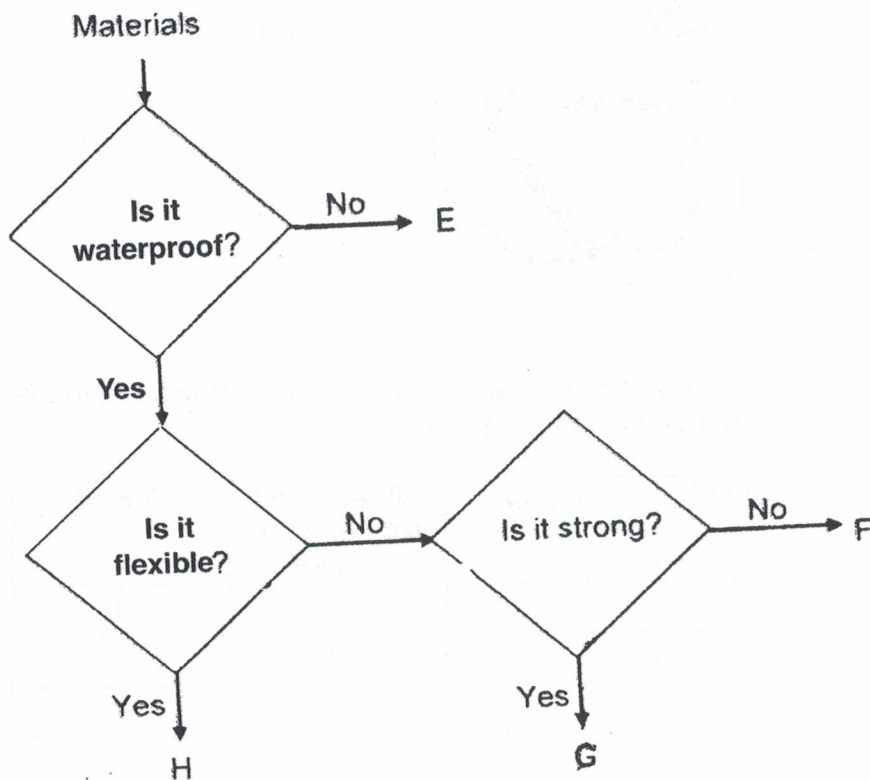 Materials
Is it
waterproof?
No
E
Yes
Is it
flexible?
No
Is it strong?
No
F
Yes
H
Yes
G